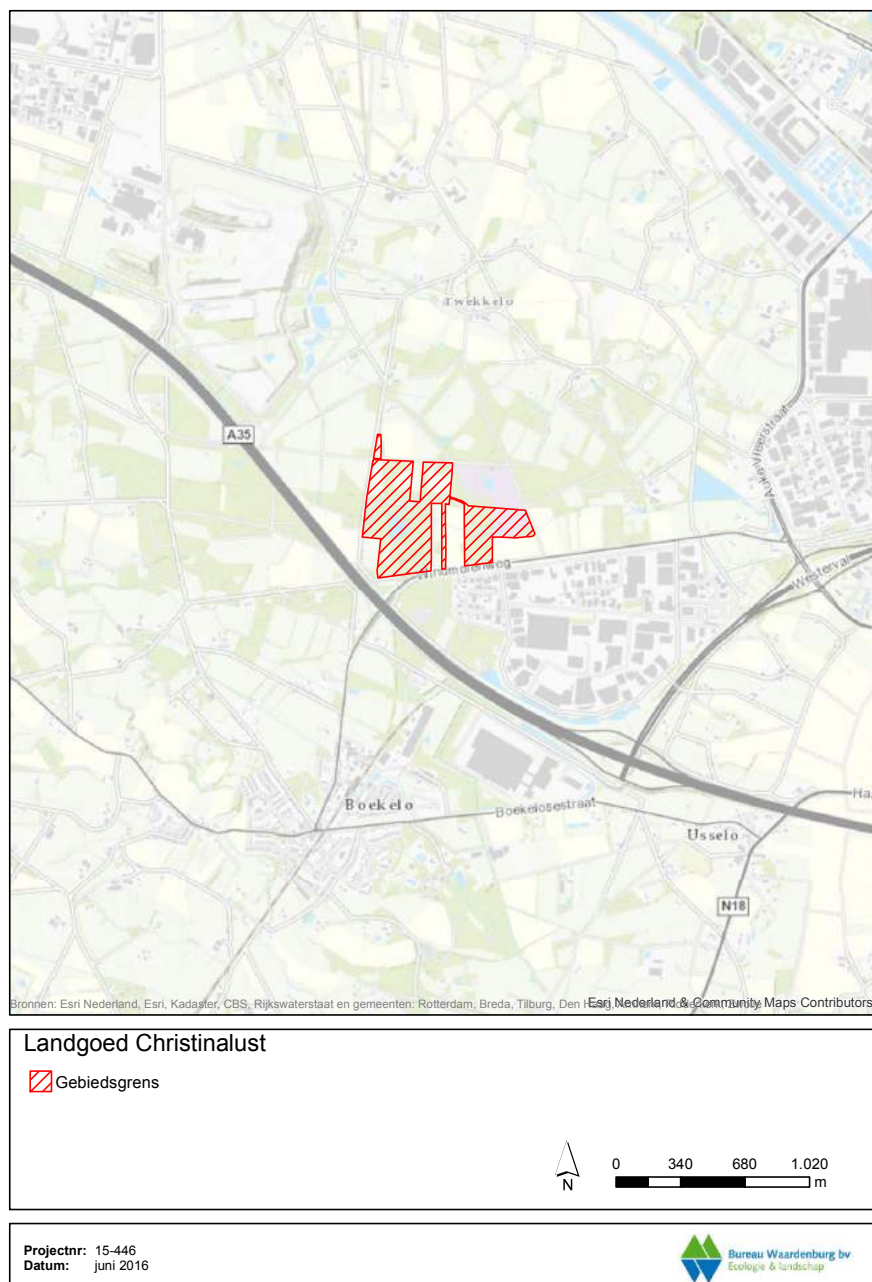 Twekkelo
A35
Auke Vleerstraat
Windmolenweg
Westerval
Boekelo
Boekelosestraat
Usselo
Ha
N18
Bronnen: Esri Nederland, Esri, Kadaster, CBS, Rijkswaterstaat en gemeenten: Rotterdam, Breda, Tilburg, Den
Esri Nederland & Community Maps Contributors
Landgoed Christinalust
Gebiedsgrens
0 340 680 1.020
m
N
Projectnr: 15-446
Datum: juni 2016
Bureau Waardenburg bv
Ecologie & landschap